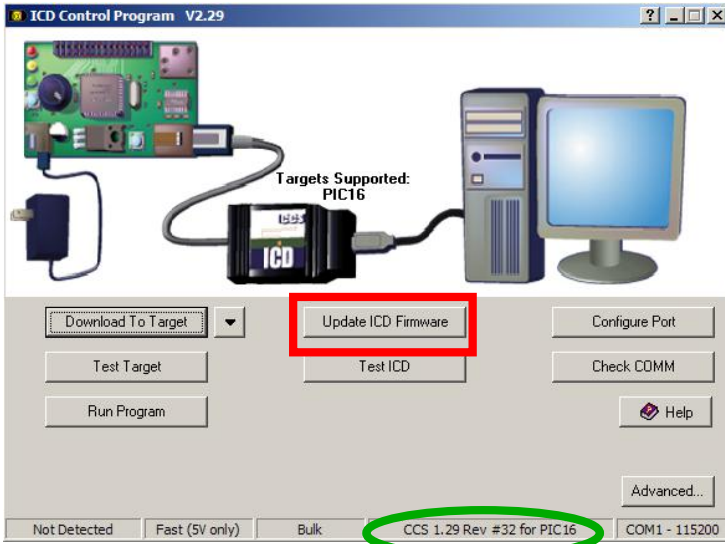 ICD Control Program V2.29
Targets Supported:
PIC16
CCS
ICD
Download To Target
Update ICD Firmware
Configure Port
Test Target
Test ICD
Check COMM
Run Program
Help
Advanced...
Not Detected
Fast (5V only)
Bulk
CCS 1.29 Rev #32 for PIC16
COM1 - 115200